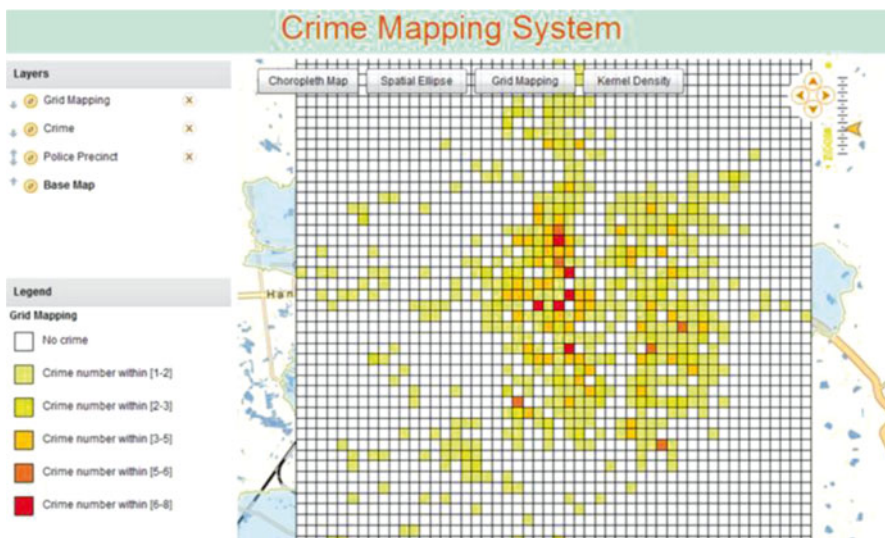 Crime Mapping System
Layers
Grid Mapping
Crime
Police Precinct
Base Map
Choropleth Map
Spatial Ellipse
Grid Mapping
Kernel Density
Han
Legend
Grid Mapping
No crime
Crime number within [1-2]
Crime number within [2-3]
Crime number within [3-5]
Crime number within [5-6]
Crime number within [6-8]